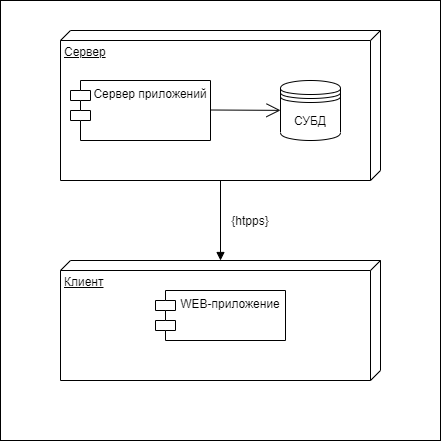 Сервер
Сервер приложений
СУБД
{htpps}
Клиент
WEB-приложение